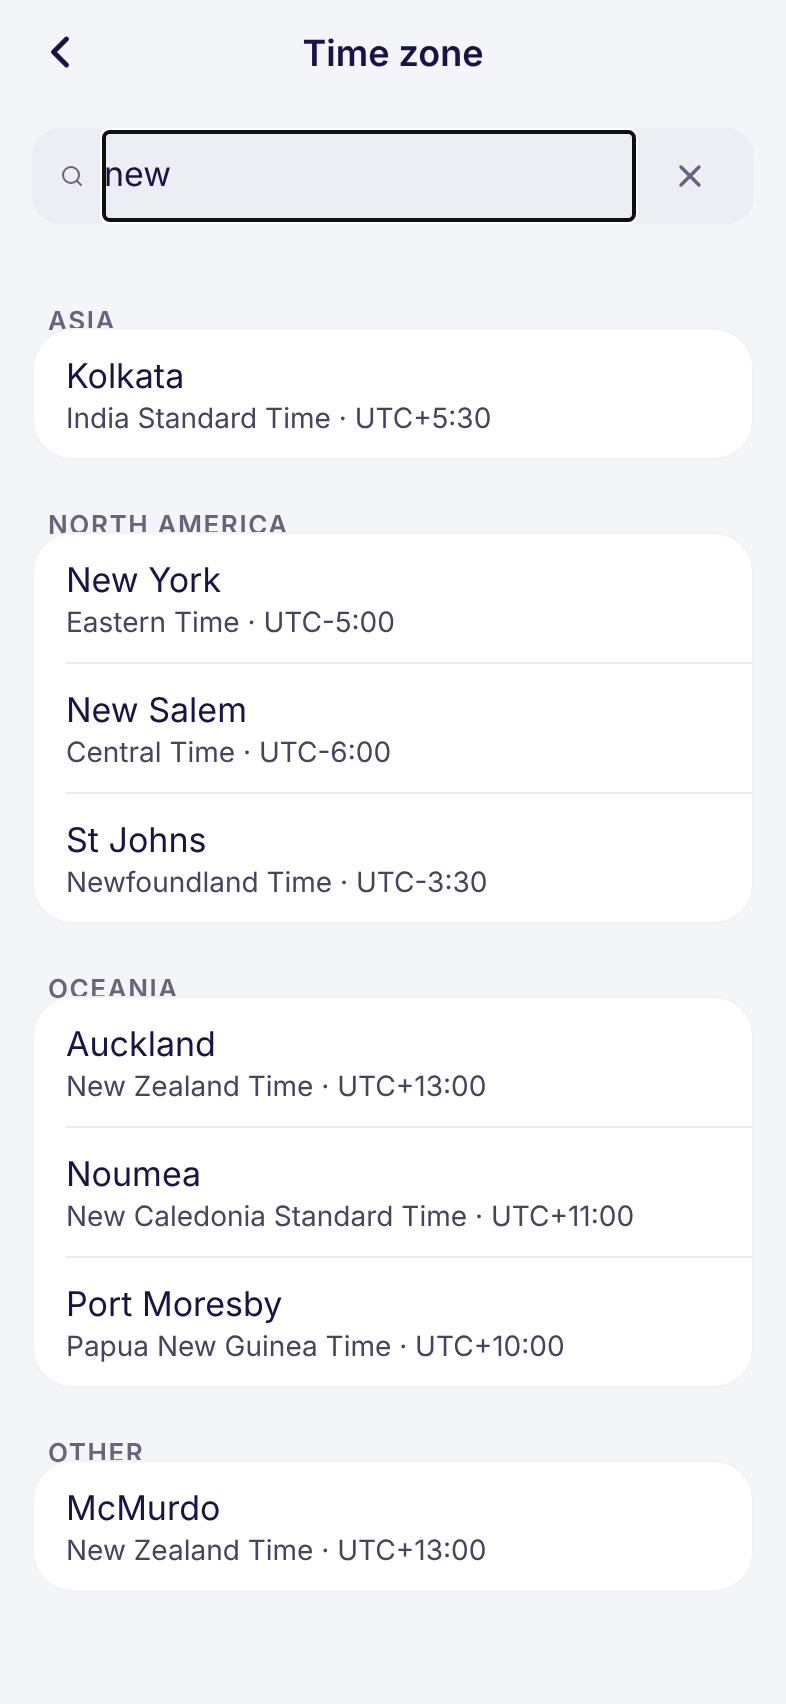 Time zone
new
ASIA
Kolkata
India Standard Time · UTC+5:30
NORTH AMERICA
New York
Eastern Time · UTC-5:00
New Salem
Central Time · UTC-6:00
St Johns
Newfoundland Time · UTC-3:30
OCEANIA
Auckland
New Zealand Time · UTC+13:00
Noumea
New Caledonia Standard Time · UTC+11:00
Port Moresby
Papua New Guinea Time · UTC+10:00
OTHER
McMurdo
New Zealand Time · UTC+13:00